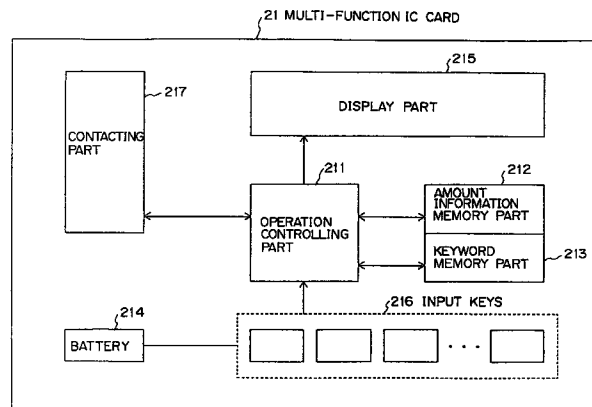 21 MULTI-FUNCTION IC CARD
215
217
DISPLAY PART
CONTACTING
PART
211
212
OPERATION
CONTROLLING
PART
AMOUNT
INFORMATION
MEMORY PART
KEYWORD
MEMORY PART
213
216 INPUT KEYS
214
BATTERY